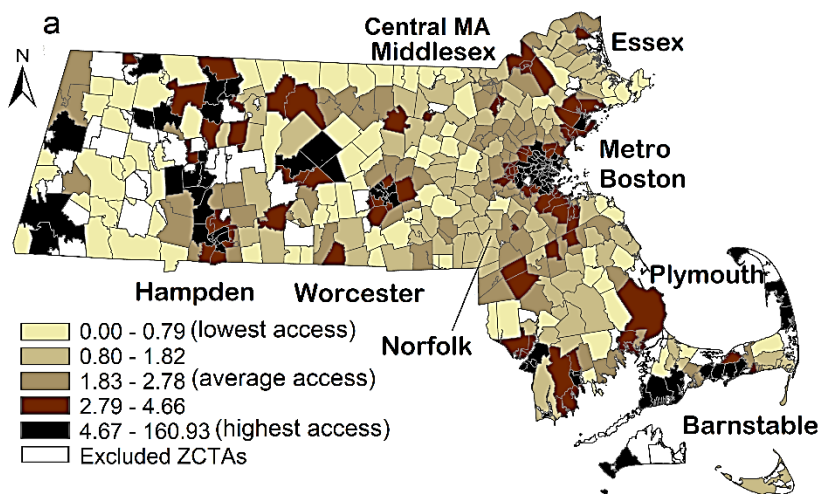 a
N
Central MA
Middlesex
Essex
Metro
Boston
Plymouth
Hampden
Worcester
Norfolk
Barnstable
0.00 - 0.79 (lowest access)
0.80 - 1.82
1.83 - 2.78 (average access)
2.79 - 4.66
4.67 - 160.93 (highest access)
Excluded ZCTAs